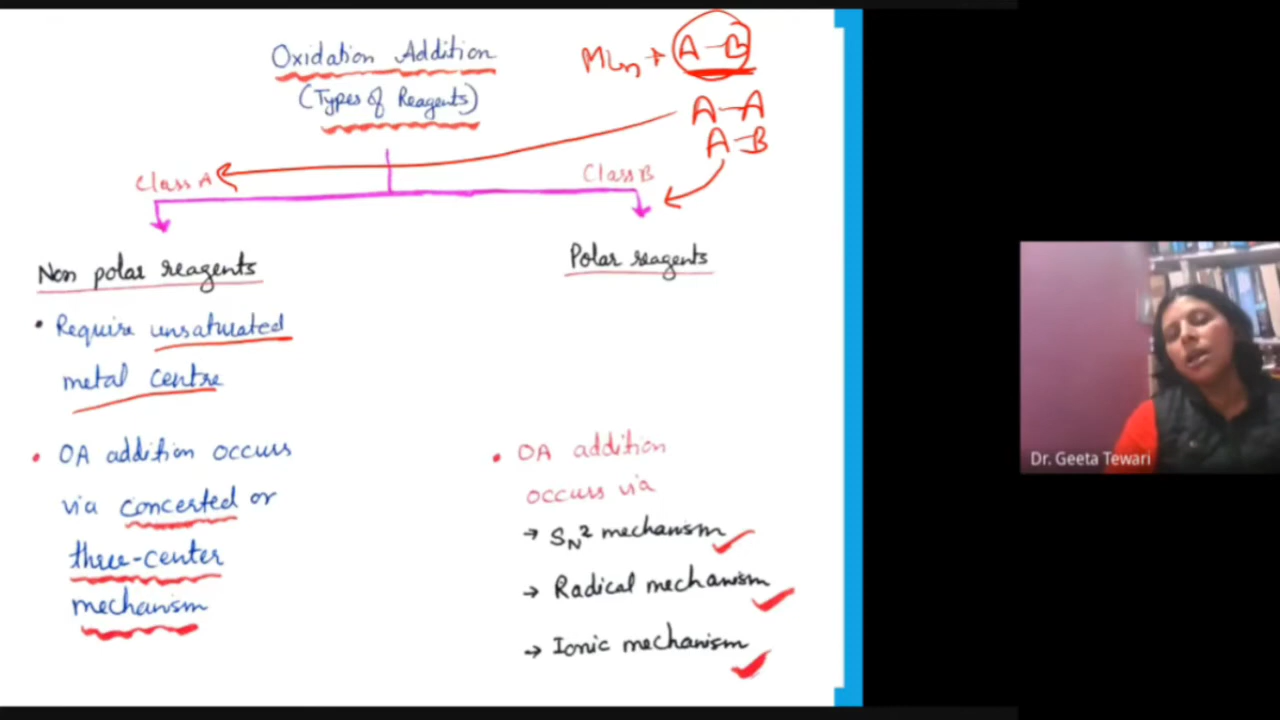 Oxidation Addition
(Types of Reagents)
MLn + A-B
A-A
A-B
Class A
Class B
Non polar reagents
Polar reagents
• Require unsaturated
metal centre
• OA addition occurs
via concerted or
three-center
mechanism
• OA addition
occurs via
→ SN² mechanism ✓
→ Radical mechanism ✓
→ Ionic mechanism ✓
Dr. Geeta Tewari